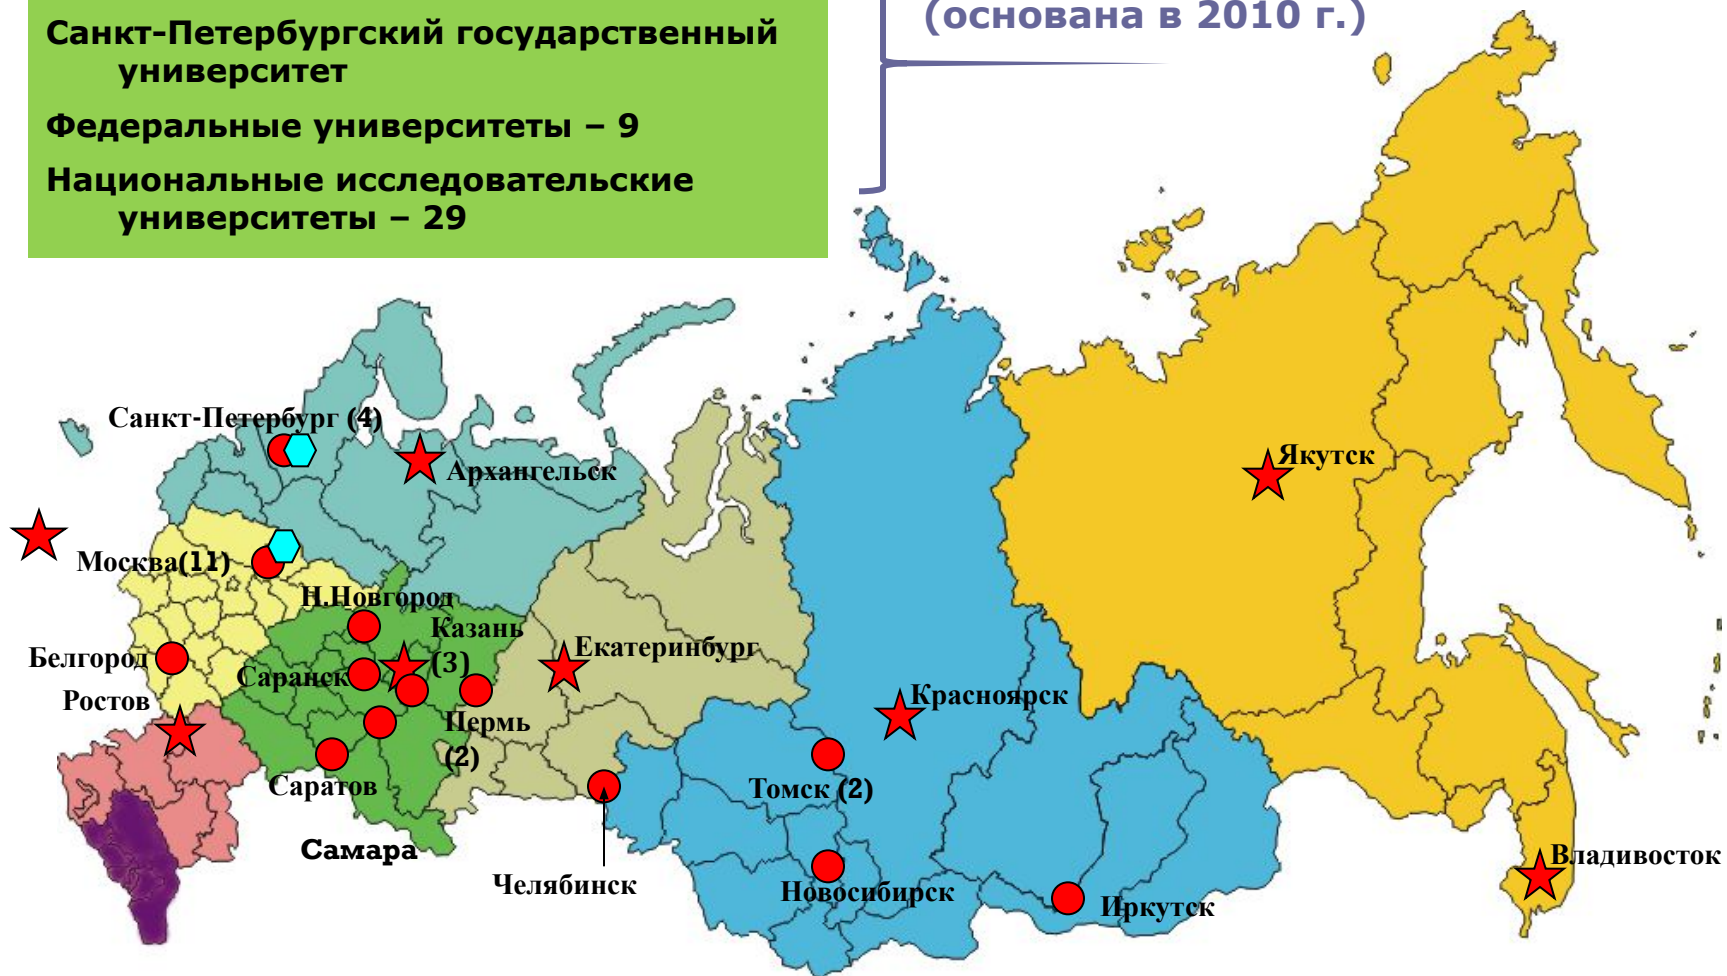 Санкт-Петербургский государственный
университет
Федеральные университеты – 9
Национальные исследовательские
университеты – 29
(основана в 2010 г.)
Санкт-Петербург (4)
Архангельск
Якутск
Москва(11)
Н.Новгород
Казань
(3)
Екатеринбург
Белгород
Саранск
Ростов
Красноярск
Пермь
(2)
Саратов
Томск (2)
Самара
Челябинск
Новосибирск
Иркутск
Владивосток